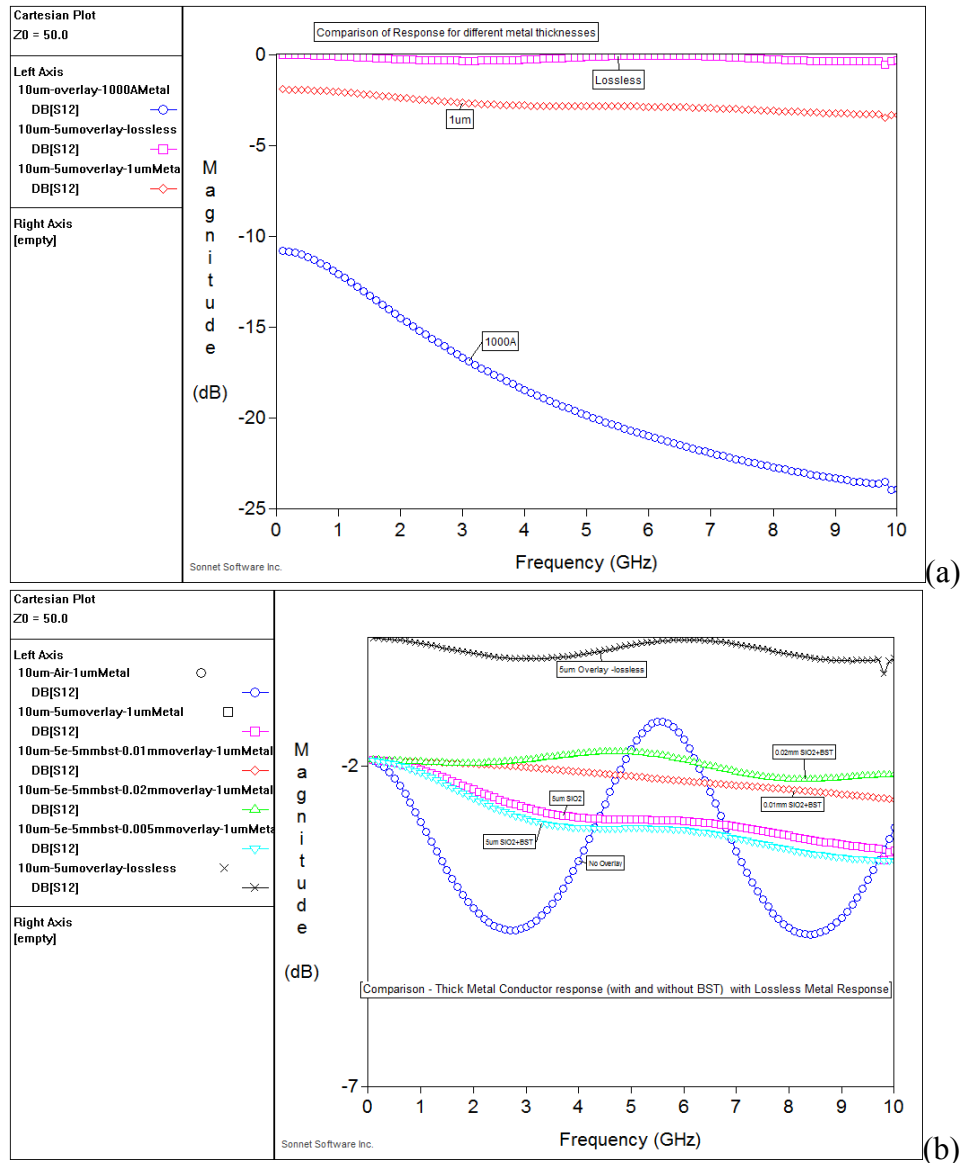 Cartesian Plot
Z0 = 50.0
Left Axis
10um-overlay-1000AMetal
DB[S12]
10um-5umoverlay-lossless
DB[S12]
10um-5umoverlay-1umMeta
DB[S12]
Right Axis
[empty]
Comparison of Response for different metal thicknesses
0
-5
-10
-15
-20
-25
Magnitude
(dB)
Lossless
1um
1000A
0 1 2 3 4 5 6 7 8 9 10
Sonnet Software Inc.
Frequency (GHz)
(a)
Cartesian Plot
Z0 = 50.0
Left Axis
10um-Air-1umMetal
DB[S12]
10um-5umoverlay-1umMetal
DB[S12]
10um-5e-5mmbst-0.01mmoverlay-1umMetal
DB[S12]
10um-5e-5mmbst-0.02mmoverlay-1umMetal
DB[S12]
10um-5e-5mmbst-0.005mmoverlay-1umMeta
DB[S12]
10um-5umoverlay-lossless
DB[S12]
Right Axis
[empty]
-2
-7
Magnitude
(dB)
5um Overlay -lossless
0.02mm SIO2+BST
0.01mm SIO2+BST
5um SIO2
5um SIO2+BST
No Overlay
Comparison - Thick Metal Conductor response (with and without BST) with Lossless Metal Response
0 1 2 3 4 5 6 7 8 9 10
Sonnet Software Inc.
Frequency (GHz)
(b)